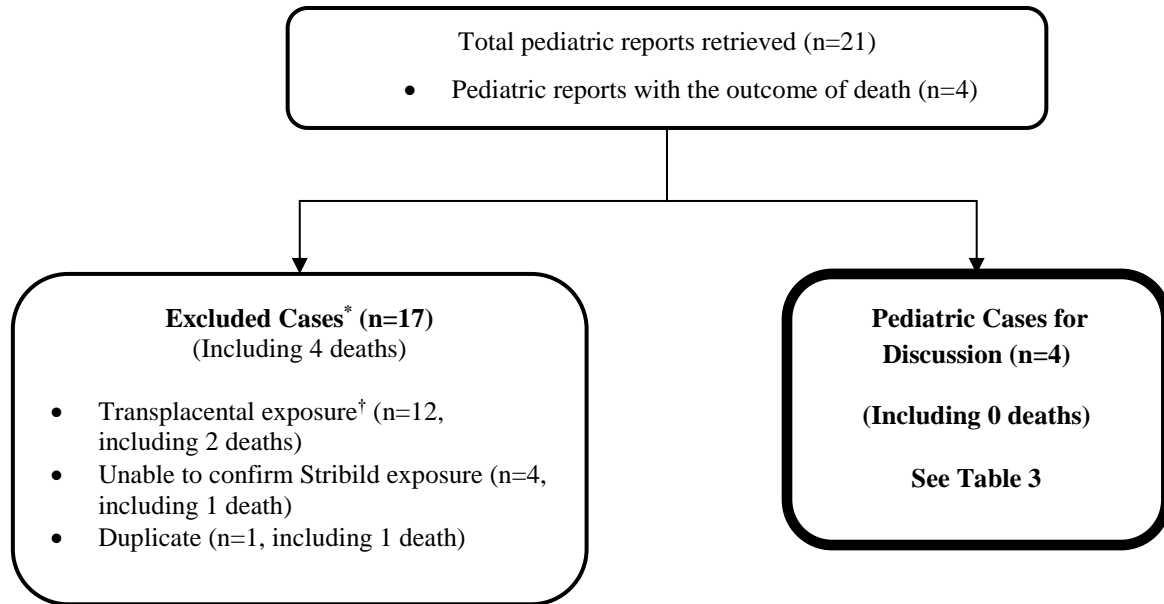 Total pediatric reports retrieved (n=21)
• Pediatric reports with the outcome of death (n=4)
Excluded Cases* (n=17)
(Including 4 deaths)
• Transplacental exposure† (n=12,
including 2 deaths)
• Unable to confirm Stribild exposure (n=4,
including 1 death)
• Duplicate (n=1, including 1 death)
Pediatric Cases for
Discussion (n=4)
(Including 0 deaths)
See Table 3